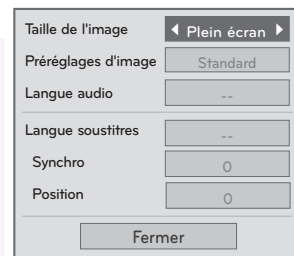 Taille de l'image ◀ Plein écran ▶
Préréglages d'image Standard
Langue audio --
Langue soustitres --
Synchro 0
Position 0
Fermer